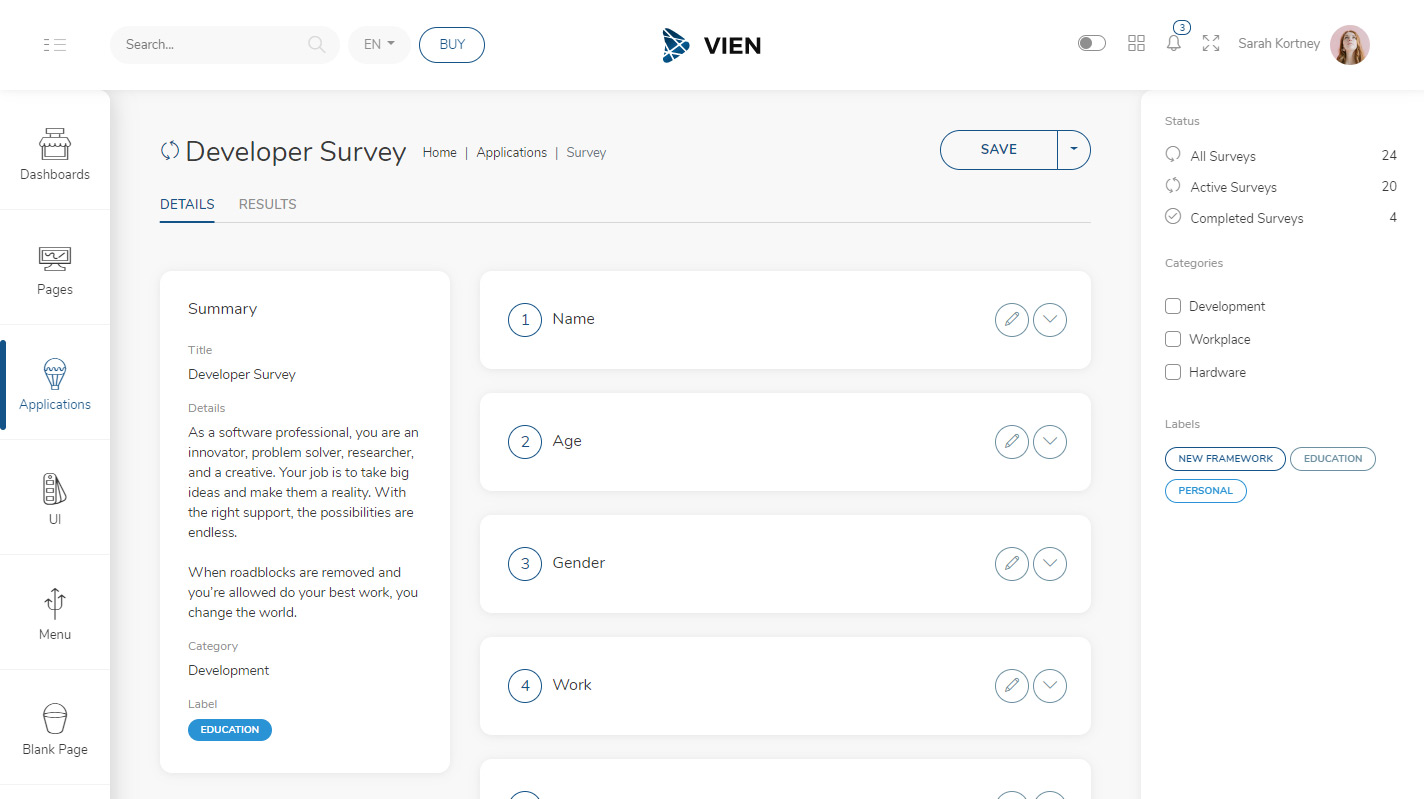 Search...
EN
BUY
VIEN
3
Sarah Kortney
Dashboards
Pages
Applications
UI
Menu
Blank Page
Developer Survey
Home | Applications | Survey
SAVE
DETAILS
RESULTS
Summary
Title
Developer Survey
Details
As a software professional, you are an
innovator, problem solver, researcher,
and a creative. Your job is to take big
ideas and make them a reality. With
the right support, the possibilities are
endless.
When roadblocks are removed and
you’re allowed do your best work, you
change the world.
Category
Development
Label
EDUCATION
1 Name
2 Age
3 Gender
4 Work
Status
All Surveys 24
Active Surveys 20
Completed Surveys 4
Categories
Development
Workplace
Hardware
Labels
NEW FRAMEWORK
EDUCATION
PERSONAL